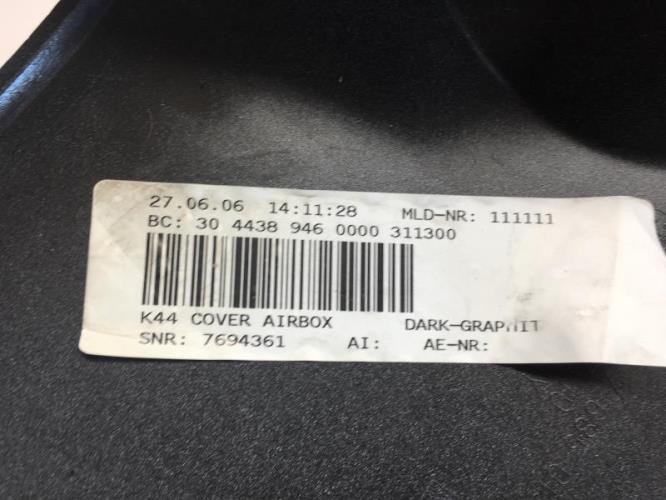 27.06.06 14:11:28 MLD-NR: 111111
BC: 30 4438 946 0000 311300
K44 COVER AIRBOX DARK-GRAPHIT
SNR: 7694361 AI: AE-NR: